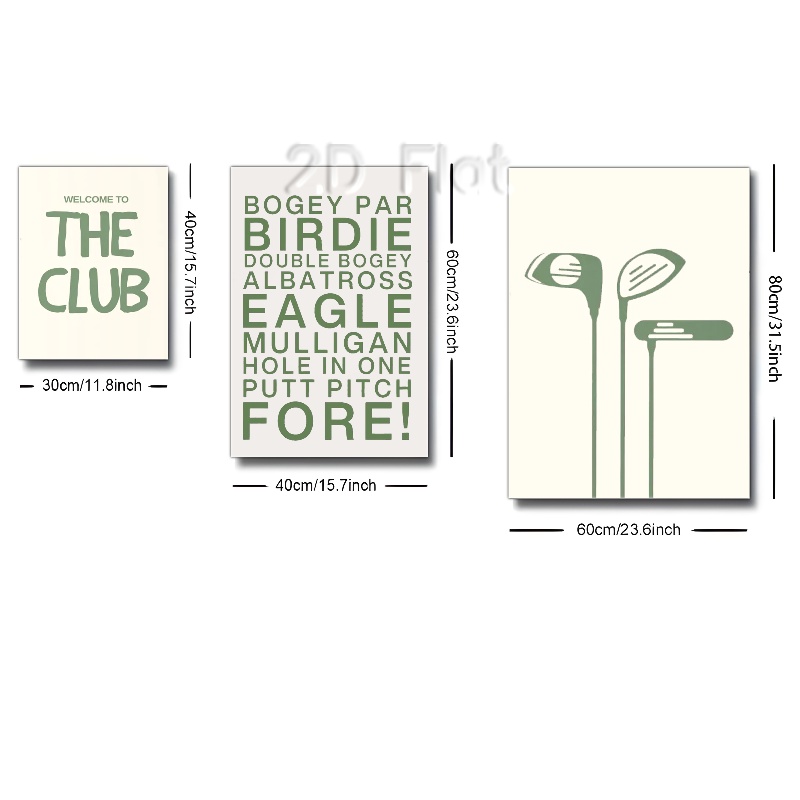 2D Flat
WELCOME TO
THE
CLUB
40cm/15.7inch
30cm/11.8inch
BOGEY PAR
BIRDIE
DOUBLE BOGEY
ALBATROSS
EAGLE
MULLIGAN
HOLE IN ONE
PUTT PITCH
FORE!
60cm/23.6inch
40cm/15.7inch
80cm/31.5inch
60cm/23.6inch